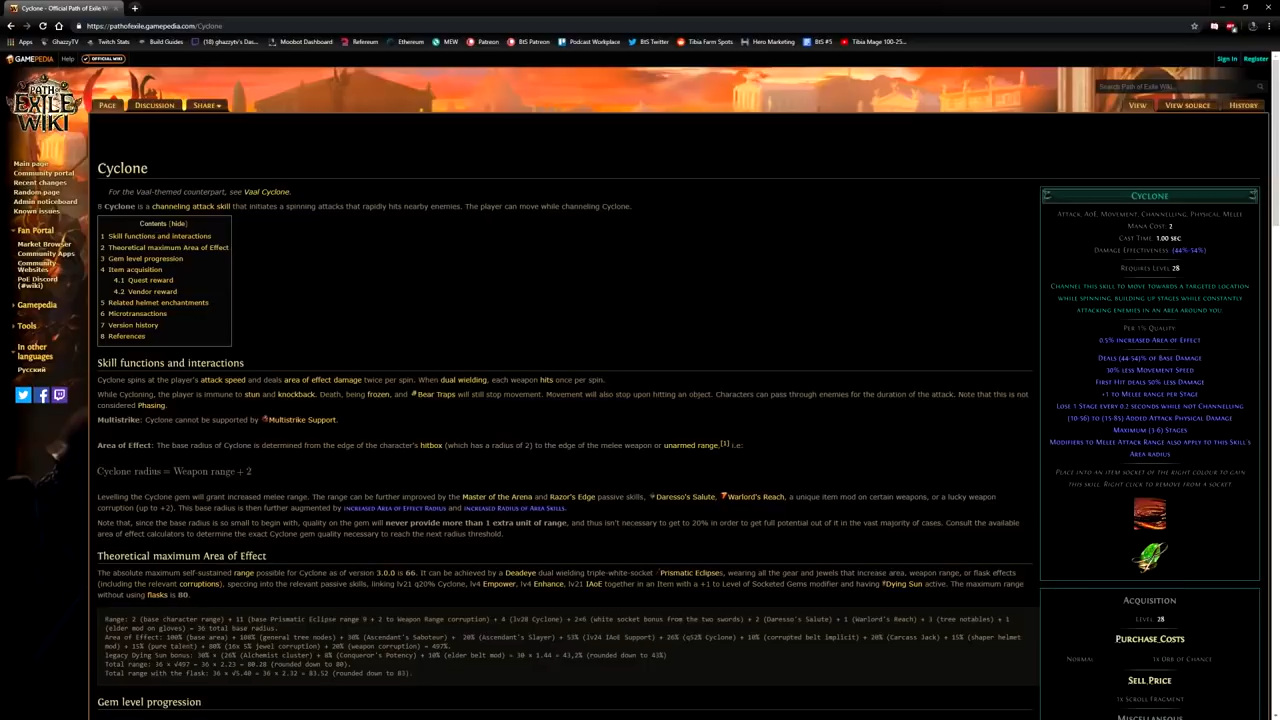 Cyclone - Official Path of Exile W
https://pathofexile.gamepedia.com/Cyclone
Apps GhazzyTV Twitch Stats Build Guides (18) ghazzytv's Das... Moobot Dashboard Refereum Ethereum MEW Patreon BtS Patreon Podcast Workplace BtS Twitter Tibia Farm Spots Hero Marketing BtS #5 Tibia Mage 100-25...
GAMEPEDIA Help OFFICIAL WIKI Sign In Register
PATH OF EXILE WIKI
Search Path of Exile Wiki
PAGE DISCUSSION SHARE VIEW VIEW SOURCE HISTORY
Main page
Community portal
Recent changes
Random page
Admin noticeboard
Known issues
Fan Portal
Market Browser
Community Apps
Community Websites
PoE Discord (#wiki)
Gamepedia
Tools
In other languages
Русский
Cyclone
For the Vaal-themed counterpart, see Vaal Cyclone.
Cyclone is a channeling attack skill that initiates a spinning attacks that rapidly hits nearby enemies. The player can move while channeling Cyclone.
Contents [hide]
1 Skill functions and interactions
2 Theoretical maximum Area of Effect
3 Gem level progression
4 Item acquisition
4.1 Quest reward
4.2 Vendor reward
5 Related helmet enchantments
6 Microtransactions
7 Version history
8 References
Skill functions and interactions
Cyclone spins at the player's attack speed and deals area of effect damage twice per spin. When dual wielding, each weapon hits once per spin.
While Cycloning, the player is immune to stun and knockback. Death, being frozen, and Bear Traps will still stop movement. Movement will also stop upon hitting an object. Characters can pass through enemies for the duration of the attack. Note that this is not
considered Phasing.
Multistrike: Cyclone cannot be supported by Multistrike Support.
Area of Effect: The base radius of Cyclone is determined from the edge of the character's hitbox (which has a radius of 2) to the edge of the melee weapon or unarmed range,[1] i.e:
Cyclone radius = Weapon range + 2
Levelling the Cyclone gem will grant increased melee range. The range can be further improved by the Master of the Arena and Razor's Edge passive skills, Daresso's Salute, Warlord's Reach, a unique item mod on certain weapons, or a lucky weapon
corruption (up to +2). This base radius is then further augmented by INCREASED AREA OF EFFECT RADIUS and INCREASED RADIUS OF AREA SKILLS.
Note that, since the base radius is so small to begin with, quality on the gem will never provide more than 1 extra unit of range, and thus isn't necessary to get to 20% in order to get full potential out of it in the vast majority of cases. Consult the available
area of effect calculators to determine the exact Cyclone gem quality necessary to reach the next radius threshold.
Theoretical maximum Area of Effect
The absolute maximum self-sustained range possible for Cyclone as of version 3.0.0 is 66. It can be achieved by a Deadeye dual wielding triple-white-socket Prismatic Eclipses, wearing all the gear and jewels that increase area, weapon range, or flask effects
(including the relevant corruptions), speccing into the relevant passive skills, linking lv21 q20% Cyclone, lv4 Empower, lv4 Enhance, lv21 IAoE together in an Item with a +1 to Level of Socketed Gems modifier and having Dying Sun active. The maximum range
without using flasks is 80.
Range: 2 (base character range) + 11 (base Prismatic Eclipse range 9 + 2 to Weapon Range corruption) + 4 (lv28 Cyclone) + 2×6 (white socket bonus from the two swords) + 2 (Daresso's Salute) + 2 (Warlord's Reach) + 3 (tree notables) + 1
(elder mod on gloves) = 36 total base radius.
Area of Effect: 100% (base area) + 108% (general tree nodes) + 30% (Ascendant's Saboteur) + 20% (Ascendant's Slayer) + 53% (lv24 IAoE Support) + 26% (q52% Cyclone) + 10% (corrupted belt implicit) + 20% (Carcass Jack) + 15% (shaper helmet
mod) + 15% (pure talent) + 80% (16x 5% jewel corruption) + 20% (weapon corruption) = 497%.
legacy Dying Sun bonus: 30% × (26% (Alchemist cluster) + 8% (Conqueror's Potency) + 10% (elder belt mod) = 30 × 1.44 = 43,2% (rounded down to 43%)
Total range: 36 × √497 = 36 × 2.23 = 80.28 (rounded down to 80).
Total range with the flask: 36 × √5.40 = 36 × 2.32 = 83.52 (rounded down to 83).
Gem level progression
CYCLONE
ATTACK, AOE, MOVEMENT, CHANNELLING, PHYSICAL, MELEE
MANA COST: 2
CAST TIME: 1.00 SEC
DAMAGE EFFECTIVENESS: (44%-54%)
REQUIRES LEVEL 28
CHANNEL THIS SKILL TO MOVE TOWARDS A TARGETED LOCATION
WHILE SPINNING, BUILDING UP STAGES WHILE CONSTANTLY
ATTACKING ENEMIES IN AN AREA AROUND YOU
PER 1% QUALITY:
0.5% INCREASED AREA OF EFFECT
DEALS (44-54)% OF BASE DAMAGE
30% LESS MOVEMENT SPEED
FIRST HIT DEALS 50% LESS DAMAGE
+1 TO MELEE RANGE PER STAGE
LOSE 1 STAGE EVERY 0.2 SECONDS WHILE NOT CHANNELLING
(10-56) TO (15-85) ADDED ATTACK PHYSICAL DAMAGE
MAXIMUM (3-6) STAGES
MODIFIERS TO MELEE ATTACK RANGE ALSO APPLY TO THIS SKILL'S
AREA RADIUS
PLACE INTO AN ITEM SOCKET OF THE RIGHT COLOUR TO GAIN
THIS SKILL. RIGHT CLICK TO REMOVE FROM A SOCKET.
ACQUISITION
LEVEL: 28
PURCHASE COSTS
NORMAL 1X ORB OF CHANCE
SELL PRICE
1X SCROLL FRAGMENT
MISCELLANEOUS